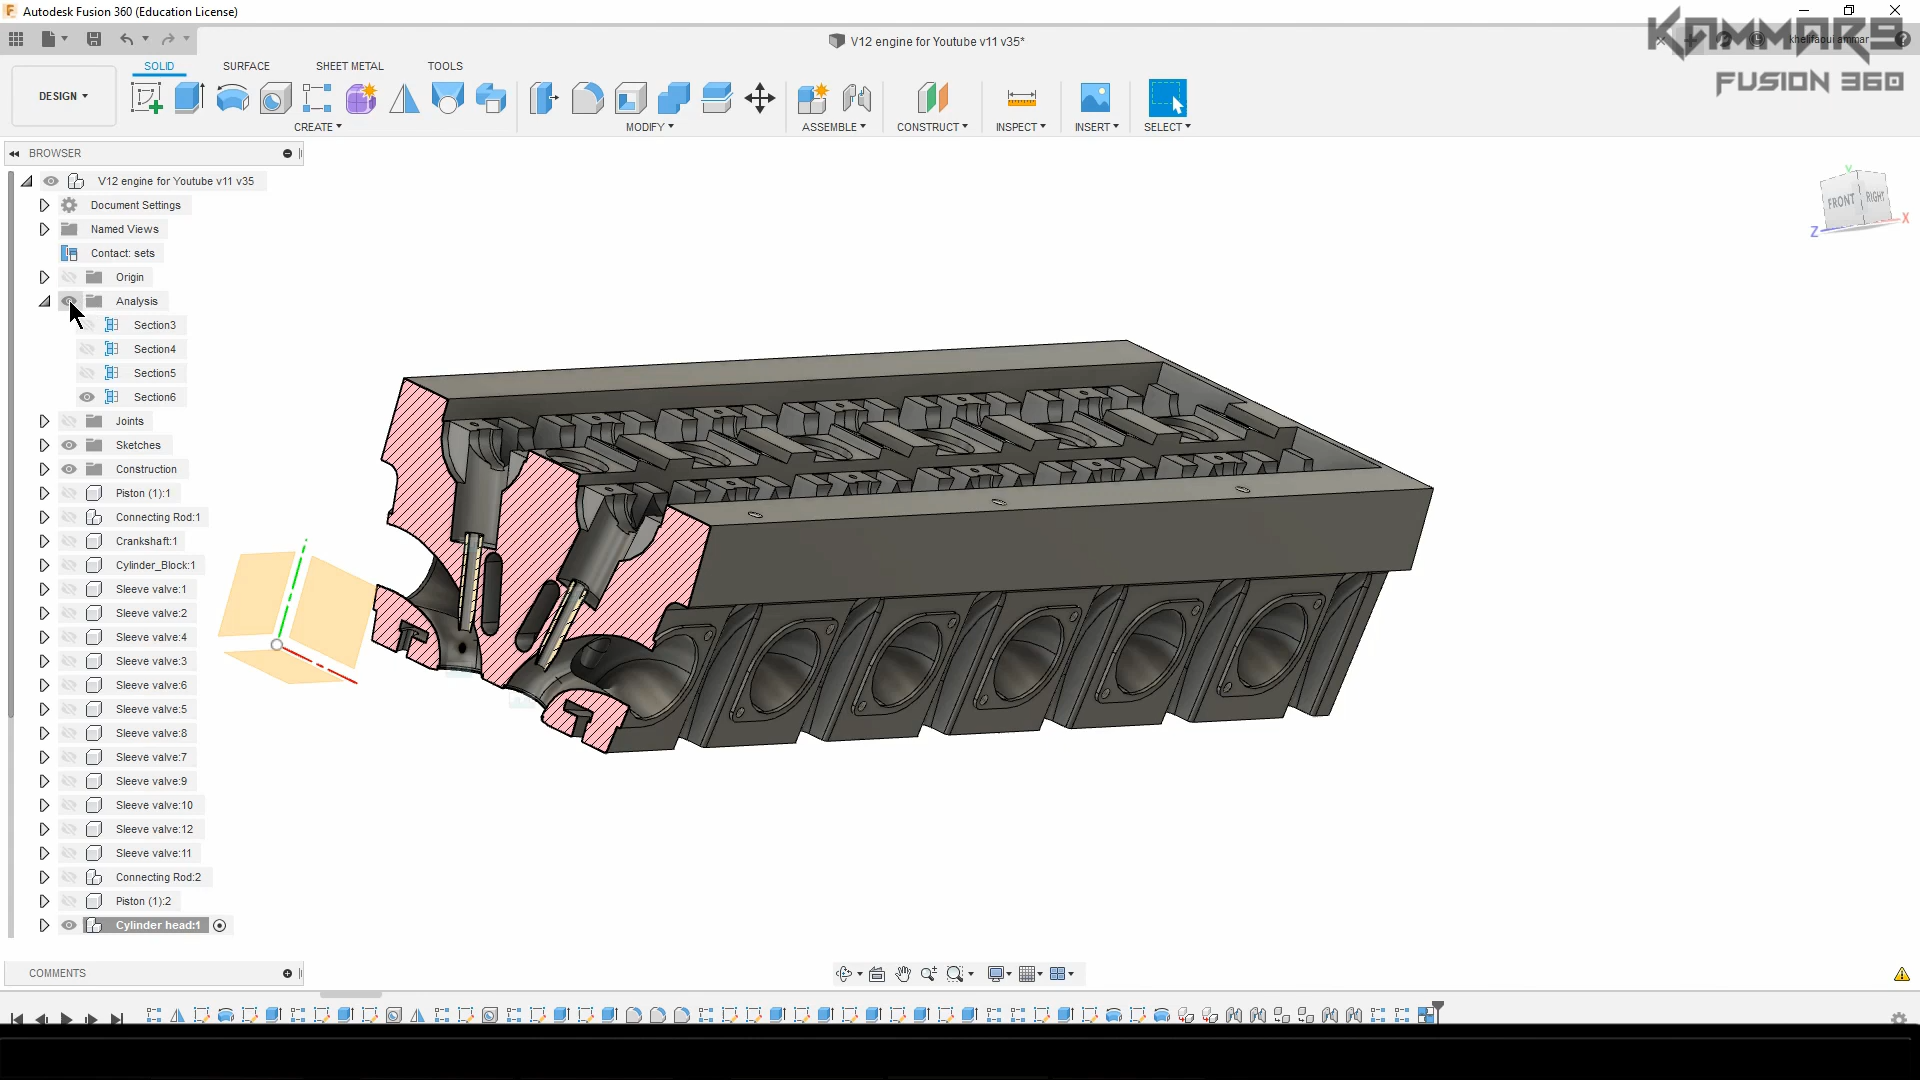 Autodesk Fusion 360 (Education License)
V12 engine for Youtube v11 v35*
khelifaoui ammar
KAMMAR9
FUSION 360
SOLID
SURFACE
SHEET METAL
TOOLS
DESIGN
CREATE
MODIFY
ASSEMBLE
CONSTRUCT
INSPECT
INSERT
SELECT
BROWSER
V12 engine for Youtube v11 v35
Document Settings
Named Views
Contact: sets
Origin
Analysis
Section3
Section4
Section5
Section6
Joints
Sketches
Construction
Piston (1):1
Connecting Rod:1
Crankshaft:1
Cylinder_Block:1
Sleeve valve:1
Sleeve valve:2
Sleeve valve:4
Sleeve valve:3
Sleeve valve:6
Sleeve valve:5
Sleeve valve:8
Sleeve valve:7
Sleeve valve:9
Sleeve valve:10
Sleeve valve:12
Sleeve valve:11
Connecting Rod:2
Piston (1):2
Cylinder head:1
Y
FRONT
RIGHT
X
Z
COMMENTS